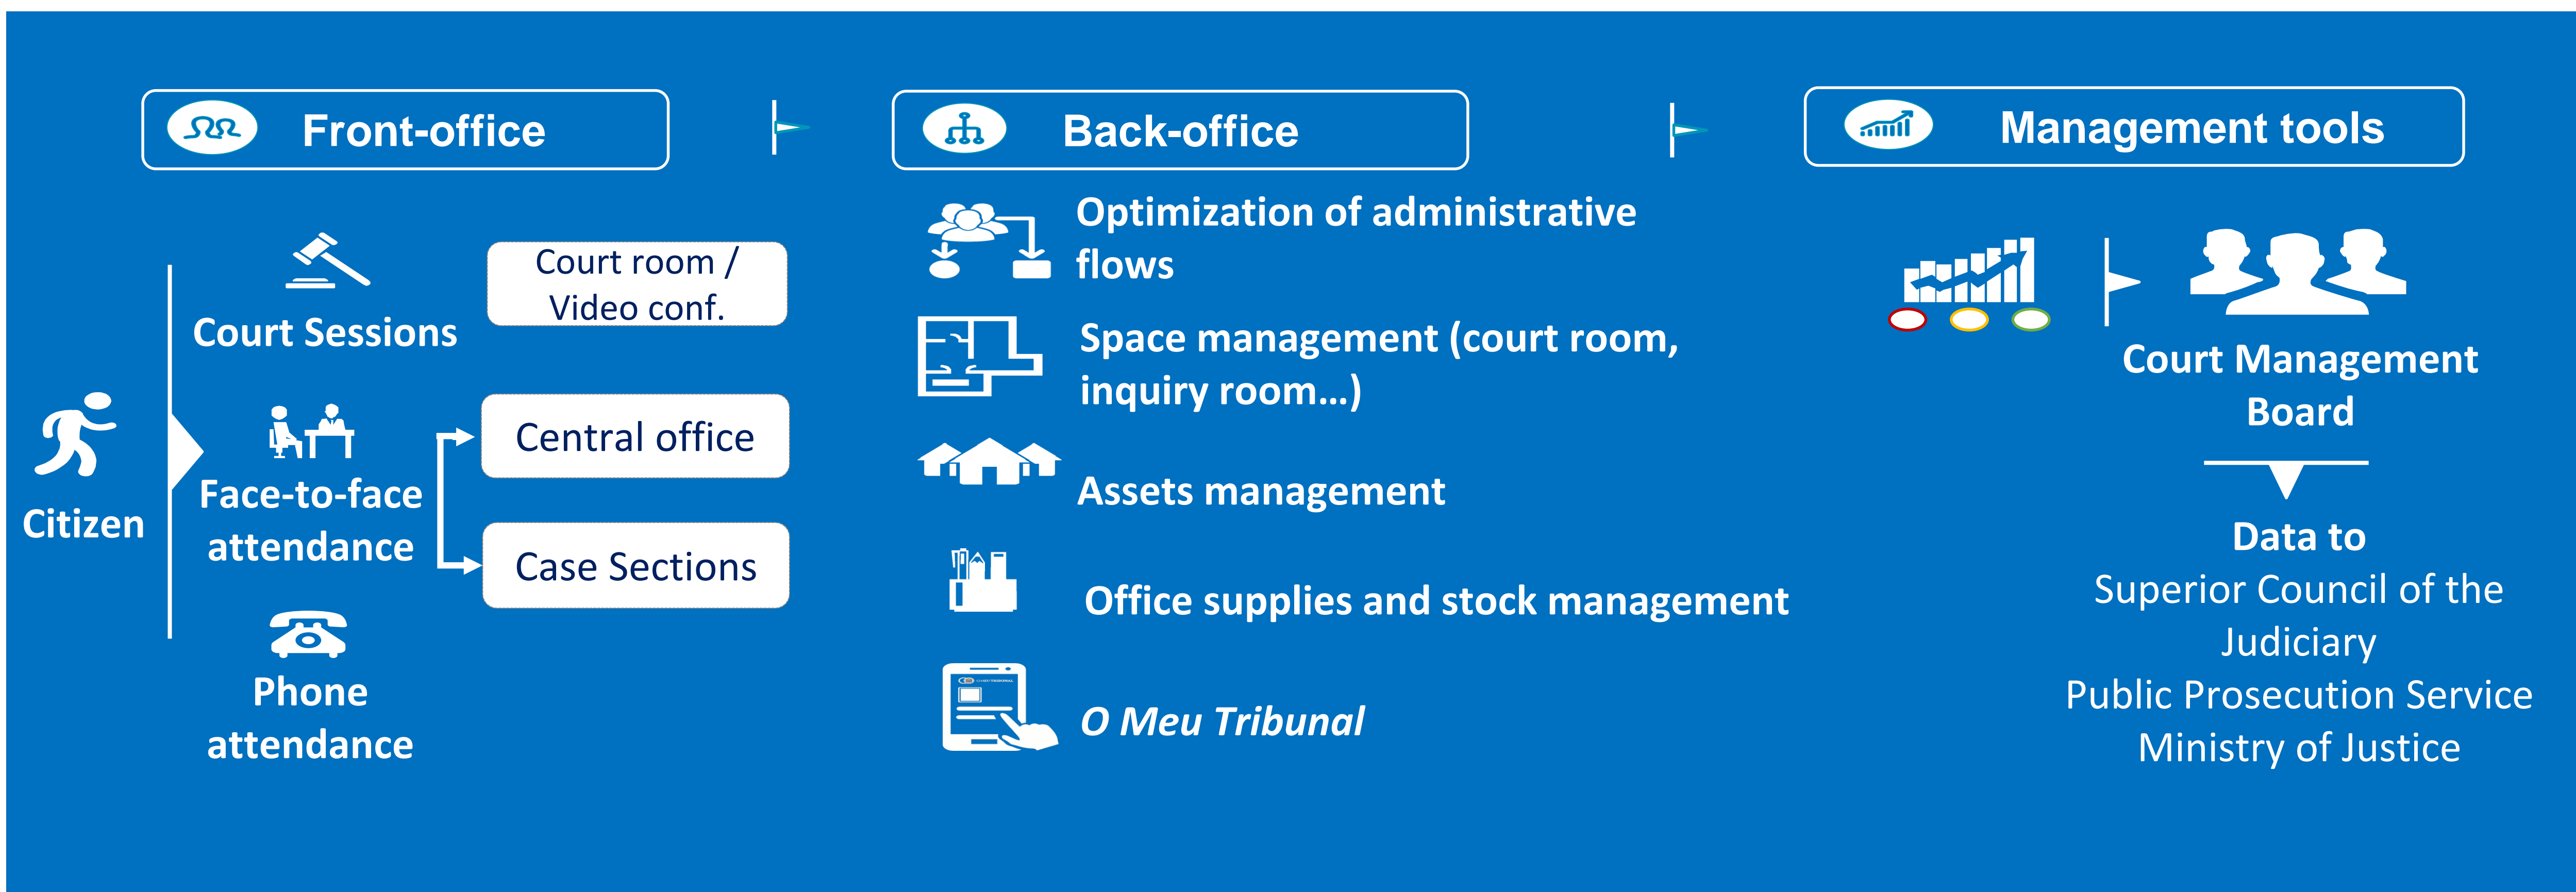 Front-office
Back-office
Management tools
Citizen
Court Sessions
Court room /
Video conf.
Face-to-face
attendance
Central office
Case Sections
Phone
attendance
Optimization of administrative
flows
Space management (court room,
inquiry room...)
Assets management
Office supplies and stock management
O Meu Tribunal
Court Management
Board
Data to
Superior Council of the
Judiciary
Public Prosecution Service
Ministry of Justice